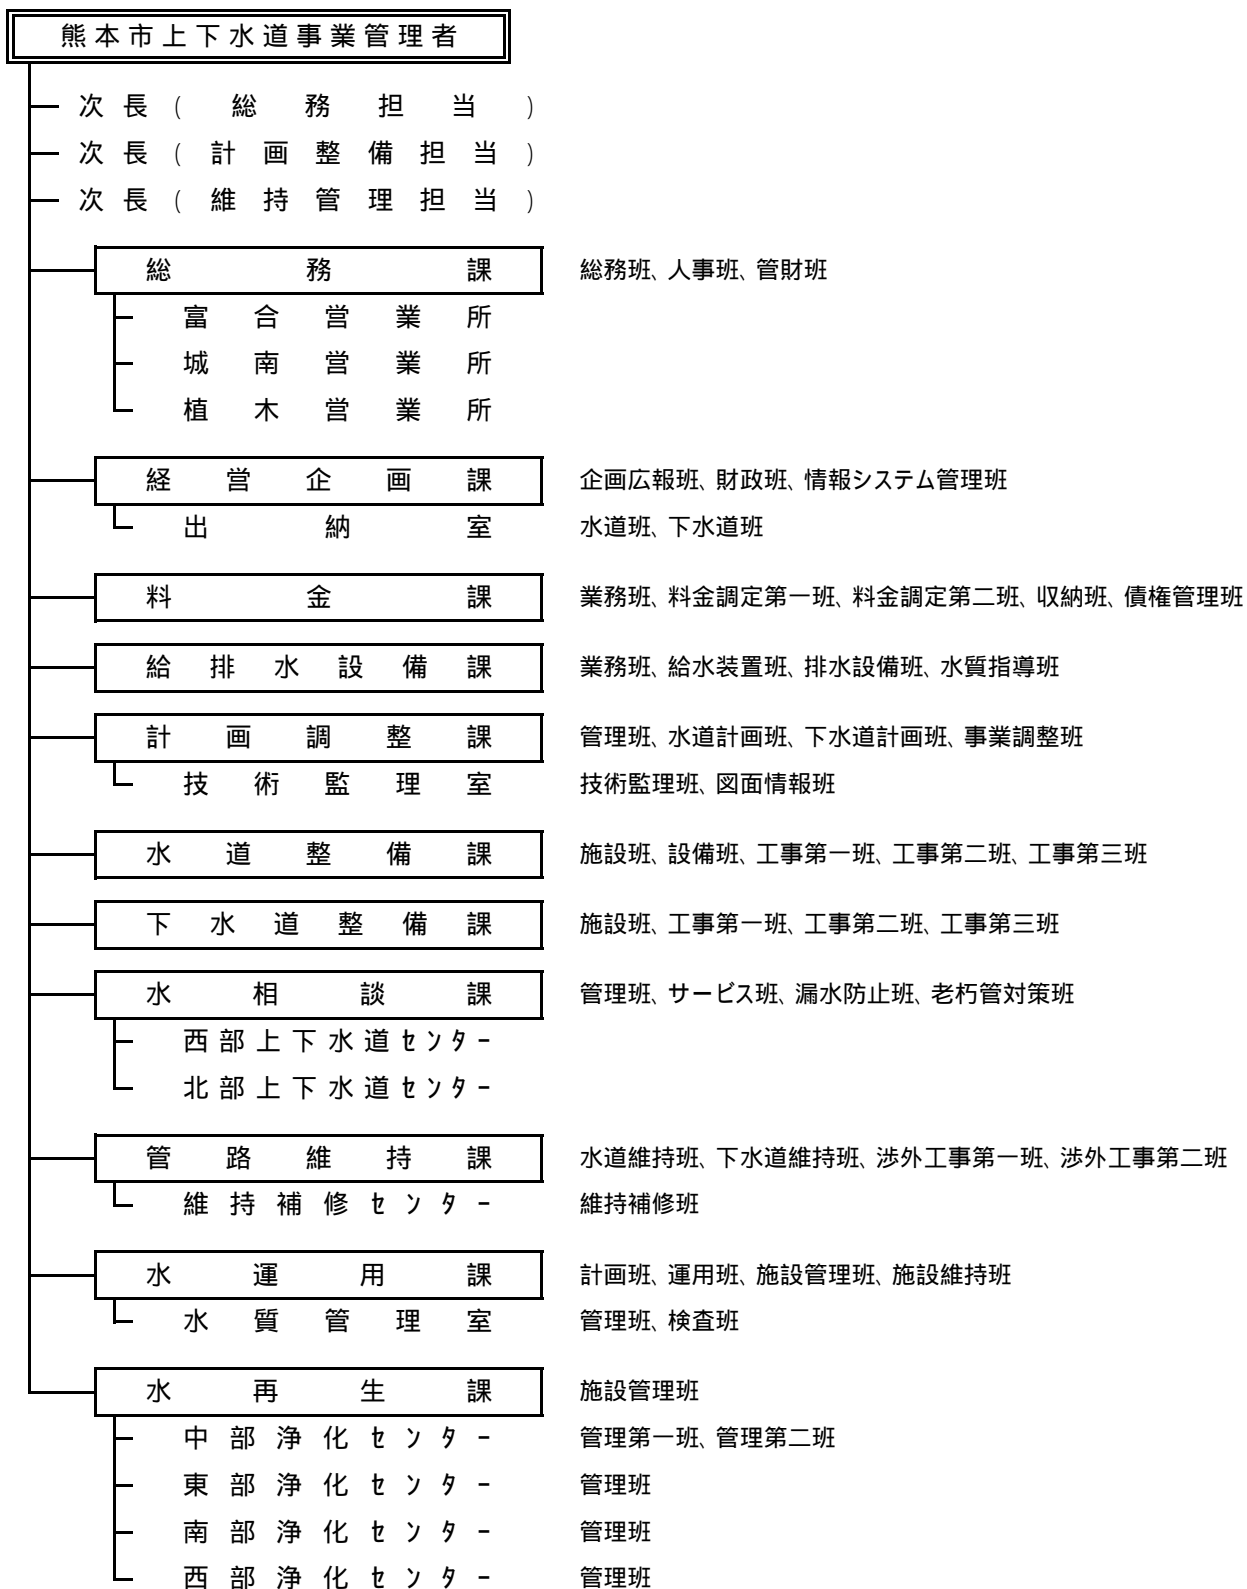 熊本市上下水道事業管理者
次長(総務担当)
次長(計画整備担当)
次長(維持管理担当)
総務課 総務班、人事班、管財班
富合営業所
城南営業所
植木営業所
経営企画課 企画広報班、財政班、情報システム管理班
出納室 水道班、下水道班
料金課 業務班、料金調定第一班、料金調定第二班、収納班、債権管理班
給排水設備課 業務班、給水装置班、排水設備班、水質指導班
計画調整課 管理班、水道計画班、下水道計画班、事業調整班
技術監理室 技術監理班、図面情報班
水道整備課 施設班、設備班、工事第一班、工事第二班、工事第三班
下水道整備課 施設班、工事第一班、工事第二班、工事第三班
水相談課 管理班、サービス班、漏水防止班、老朽管対策班
西部上下水道ｾﾝﾀｰ
北部上下水道ｾﾝﾀｰ
管路維持課 水道維持班、下水道維持班、渉外工事第一班、渉外工事第二班
維持補修ｾﾝﾀｰ 維持補修班
水運用課 計画班、運用班、施設管理班、施設維持班
水質管理室 管理班、検査班
水再生課 施設管理班
中部浄化ｾﾝﾀｰ 管理第一班、管理第二班
東部浄化ｾﾝﾀｰ 管理班
南部浄化ｾﾝﾀｰ 管理班
西部浄化ｾﾝﾀｰ 管理班